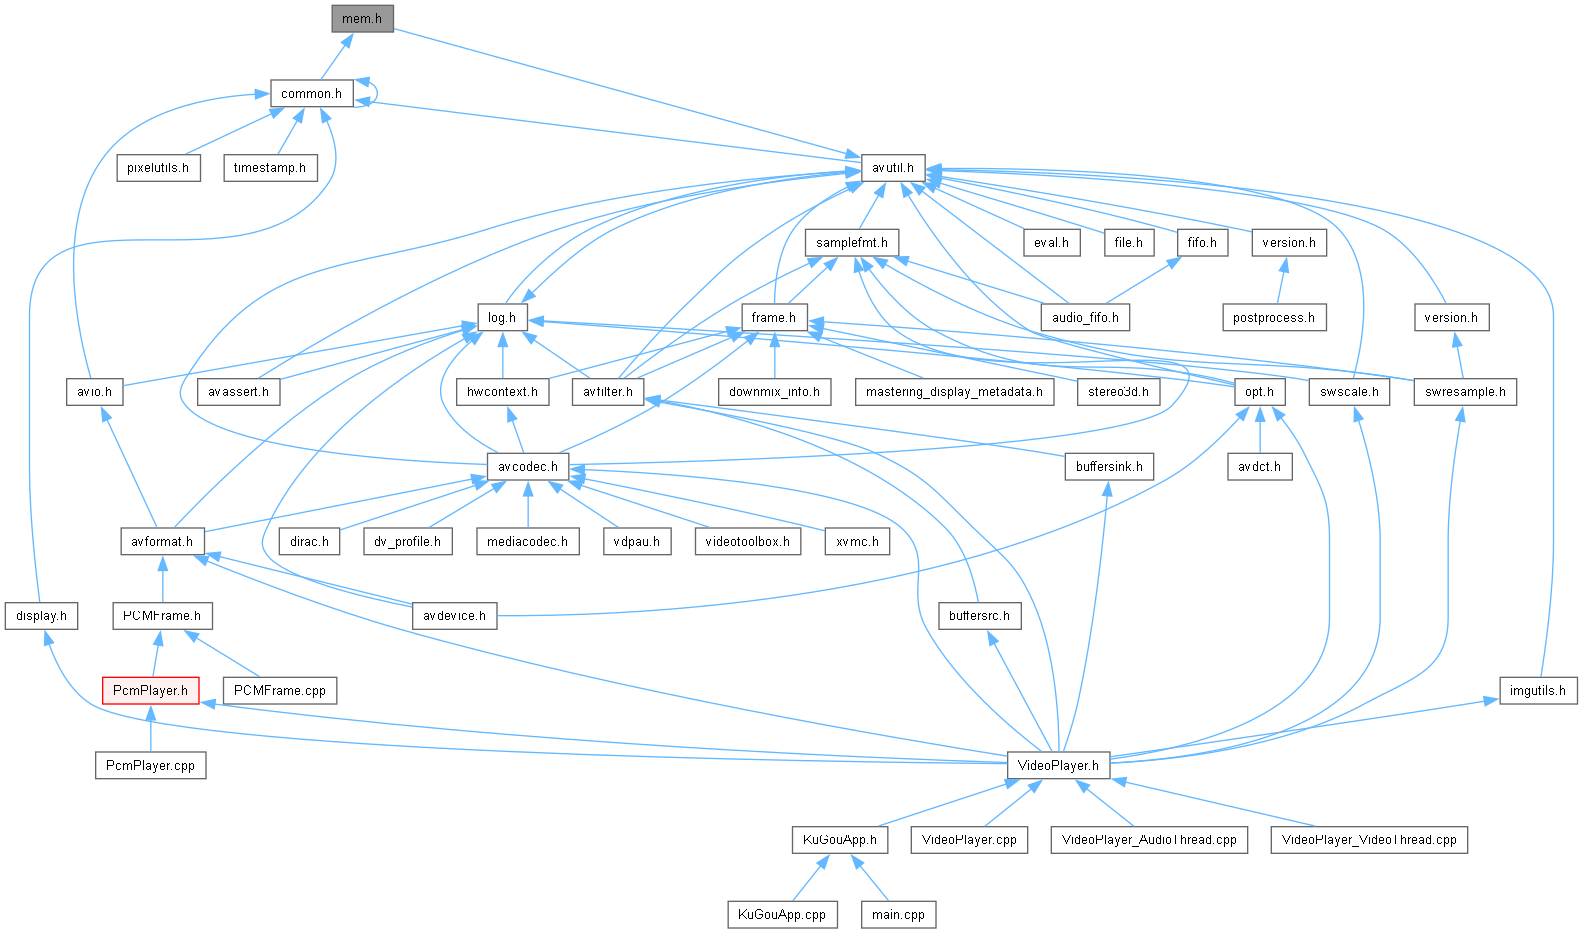 mem.h
common.h
pixelutils.h
timestamp.h
avutil.h
samplefmt.h
eval.h
file.h
fifo.h
version.h
log.h
frame.h
audio_fifo.h
postprocess.h
version.h
avio.h
avassert.h
hwcontext.h
avfilter.h
downmix_info.h
mastering_display_metadata.h
stereo3d.h
opt.h
swscale.h
swresample.h
avcodec.h
buffersink.h
avdct.h
avformat.h
dirac.h
dv_profile.h
mediacodec.h
vdpau.h
videotoolbox.h
xvmc.h
display.h
PCMFrame.h
avdevice.h
buffersrc.h
PcmPlayer.h
PCMFrame.cpp
imgutils.h
PcmPlayer.cpp
VideoPlayer.h
KuGouApp.h
VideoPlayer.cpp
VideoPlayer_AudioThread.cpp
VideoPlayer_VideoThread.cpp
KuGouApp.cpp
main.cpp